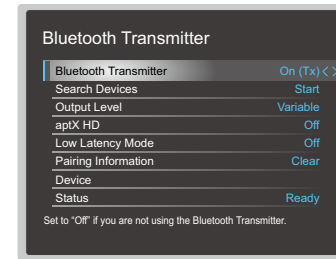 Bluetooth Transmitter
Bluetooth Transmitter On (Tx)
Search Devices Start
Output Level Variable
aptX HD Off
Low Latency Mode Off
Pairing Information Clear
Device
Status Ready
Set to “Off” if you are not using the Bluetooth Transmitter.